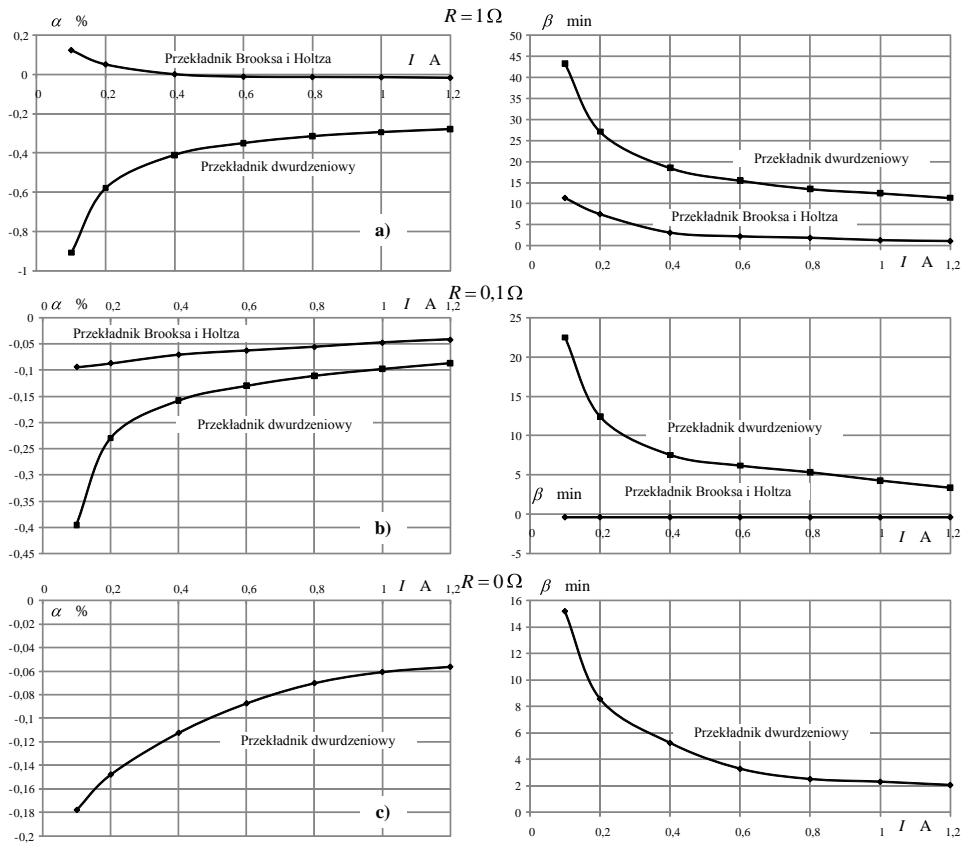 R = 1 Ω
α %
0,2
0
-0,2
-0,4
-0,6
-0,8
-1
0 0,2 0,4 0,6 0,8 1 1,2
I A
Przekładnik Brooksa i Holtza
Przekładnik dwurdzeniowy
a)
β min
50
45
40
35
30
25
20
15
10
5
0
Przekładnik dwurdzeniowy
Przekładnik Brooksa i Holtza
I A
0 0,2 0,4 0,6 0,8 1 1,2
R = 0,1 Ω
0 0,2 0,4 0,6 0,8 1 1,2
α %
I A
0
-0,05
-0,1
-0,15
-0,2
-0,25
-0,3
-0,35
-0,4
-0,45
Przekładnik Brooksa i Holtza
Przekładnik dwurdzeniowy
b)
25
20
15
10
5
0
-5
Przekładnik dwurdzeniowy
β min
Przekładnik Brooksa i Holtza
0 0,2 0,4 0,6 0,8 1 1,2
I A
R = 0 Ω
0 0,2 0,4 0,6 0,8 1 1,2
I A
α %
0
-0,02
-0,04
-0,06
-0,08
-0,1
-0,12
-0,14
-0,16
-0,18
-0,2
Przekładnik dwurdzeniowy
c)
β min
16
14
12
10
8
6
4
2
0
Przekładnik dwurdzeniowy
I A
0 0,2 0,4 0,6 0,8 1 1,2